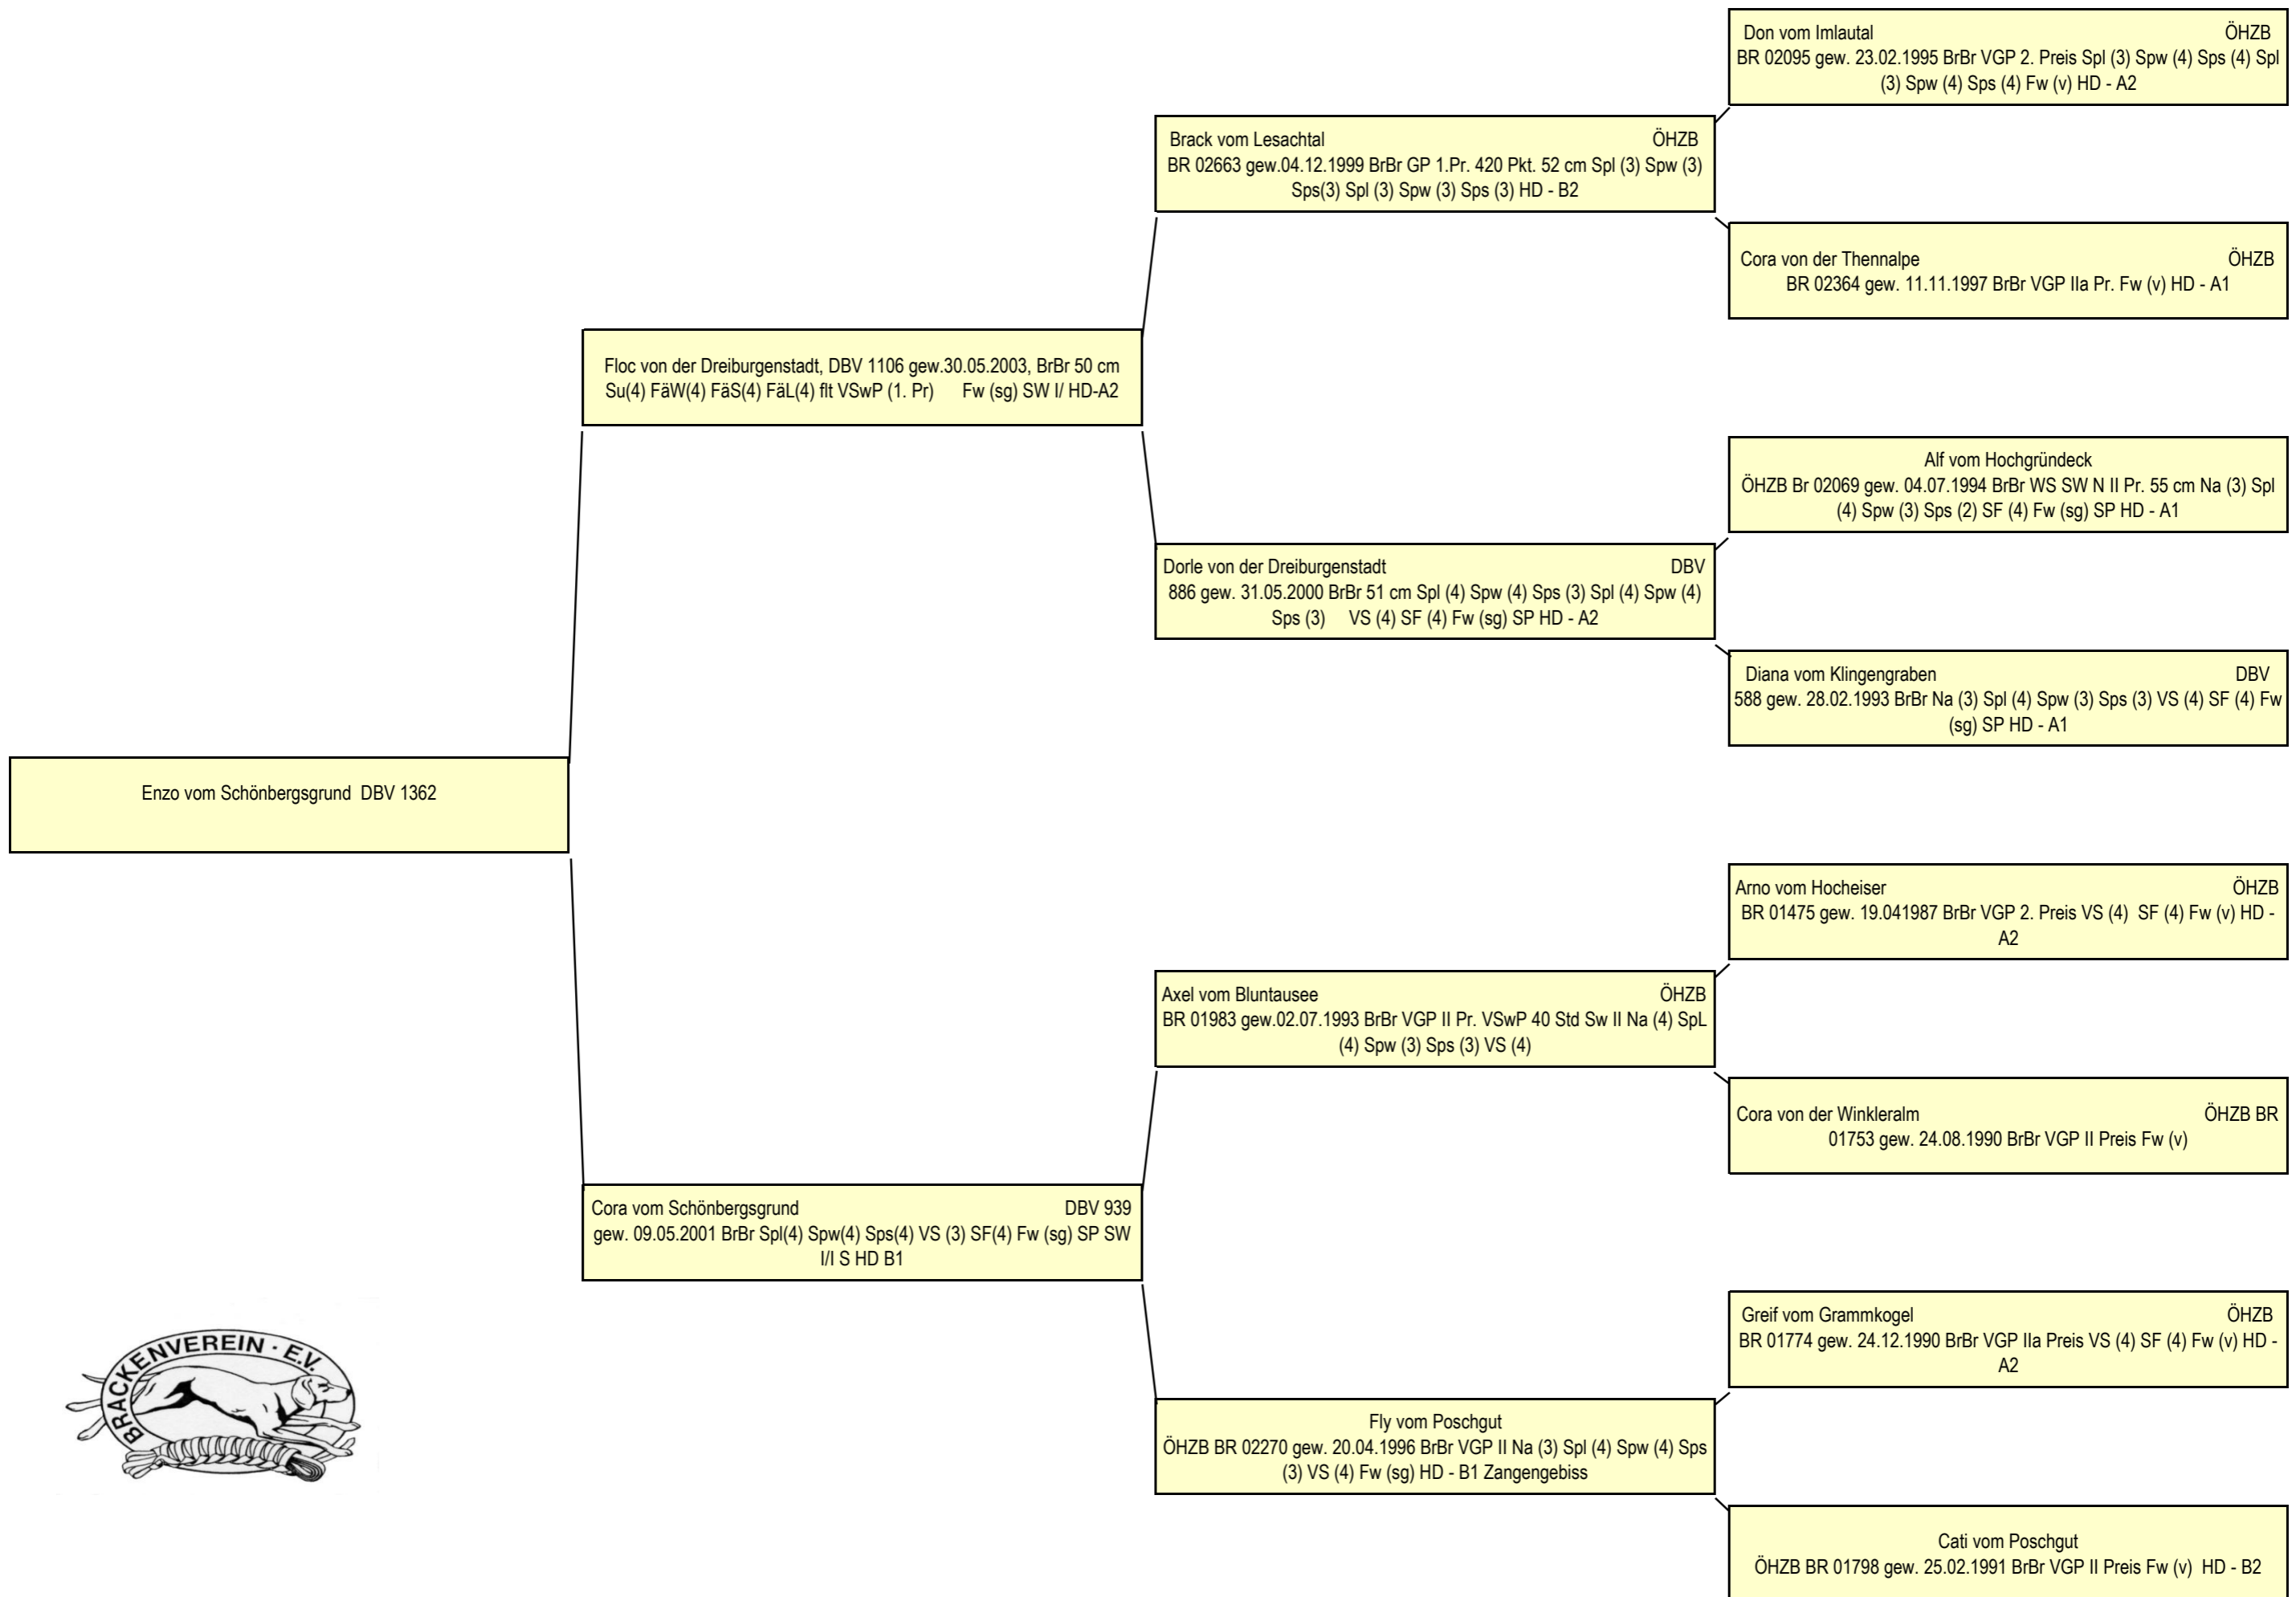 Don vom Imlautal ÖHZB
BR 02095 gew. 23.02.1995 BrBr VGP 2. Preis Spl (3) Spw (4) Sps (4) Spl
(3) Spw (4) Sps (4) Fw (v) HD - A2
Brack vom Lesachtal ÖHZB
BR 02663 gew.04.12.1999 BrBr GP 1.Pr. 420 Pkt. 52 cm Spl (3) Spw (3)
Sps(3) Spl (3) Spw (3) Sps (3) HD - B2
Cora von der Thennalpe ÖHZB
BR 02364 gew. 11.11.1997 BrBr VGP IIa Pr. Fw (v) HD - A1
Floc von der Dreiburgenstadt, DBV 1106 gew.30.05.2003, BrBr 50 cm
Su(4) FäW(4) FäS(4) FäL(4) flt VSwP (1. Pr) Fw (sg) SW I/ HD-A2
Alf vom Hochgründeck
ÖHZB Br 02069 gew. 04.07.1994 BrBr WS SW N II Pr. 55 cm Na (3) Spl
(4) Spw (3) Sps (2) SF (4) Fw (sg) SP HD - A1
Dorle von der Dreiburgenstadt DBV
886 gew. 31.05.2000 BrBr 51 cm Spl (4) Spw (4) Sps (3) Spl (4) Spw (4)
Sps (3) VS (4) SF (4) Fw (sg) SP HD - A2
Diana vom Klingengraben DBV
588 gew. 28.02.1993 BrBr Na (3) Spl (4) Spw (3) Sps (3) VS (4) SF (4) Fw
(sg) SP HD - A1
Enzo vom Schönbergsgrund DBV 1362
Arno vom Hocheiser ÖHZB
BR 01475 gew. 19.041987 BrBr VGP 2. Preis VS (4) SF (4) Fw (v) HD -
A2
Axel vom Bluntausee ÖHZB
BR 01983 gew.02.07.1993 BrBr VGP II Pr. VSwP 40 Std Sw II Na (4) SpL
(4) Spw (3) Sps (3) VS (4)
Cora von der Winkleralm ÖHZB BR
01753 gew. 24.08.1990 BrBr VGP II Preis Fw (v)
Cora vom Schönbergsgrund DBV 939
gew. 09.05.2001 BrBr Spl(4) Spw(4) Sps(4) VS (3) SF(4) Fw (sg) SP SW
I/I S HD B1
Greif vom Grammkogel ÖHZB
BR 01774 gew. 24.12.1990 BrBr VGP IIa Preis VS (4) SF (4) Fw (v) HD -
A2
Fly vom Poschgut
ÖHZB BR 02270 gew. 20.04.1996 BrBr VGP II Na (3) Spl (4) Spw (4) Sps
(3) VS (4) Fw (sg) HD - B1 Zangengebiss
Cati vom Poschgut
ÖHZB BR 01798 gew. 25.02.1991 BrBr VGP II Preis Fw (v) HD - B2
BRACKENVEREIN · E.V.